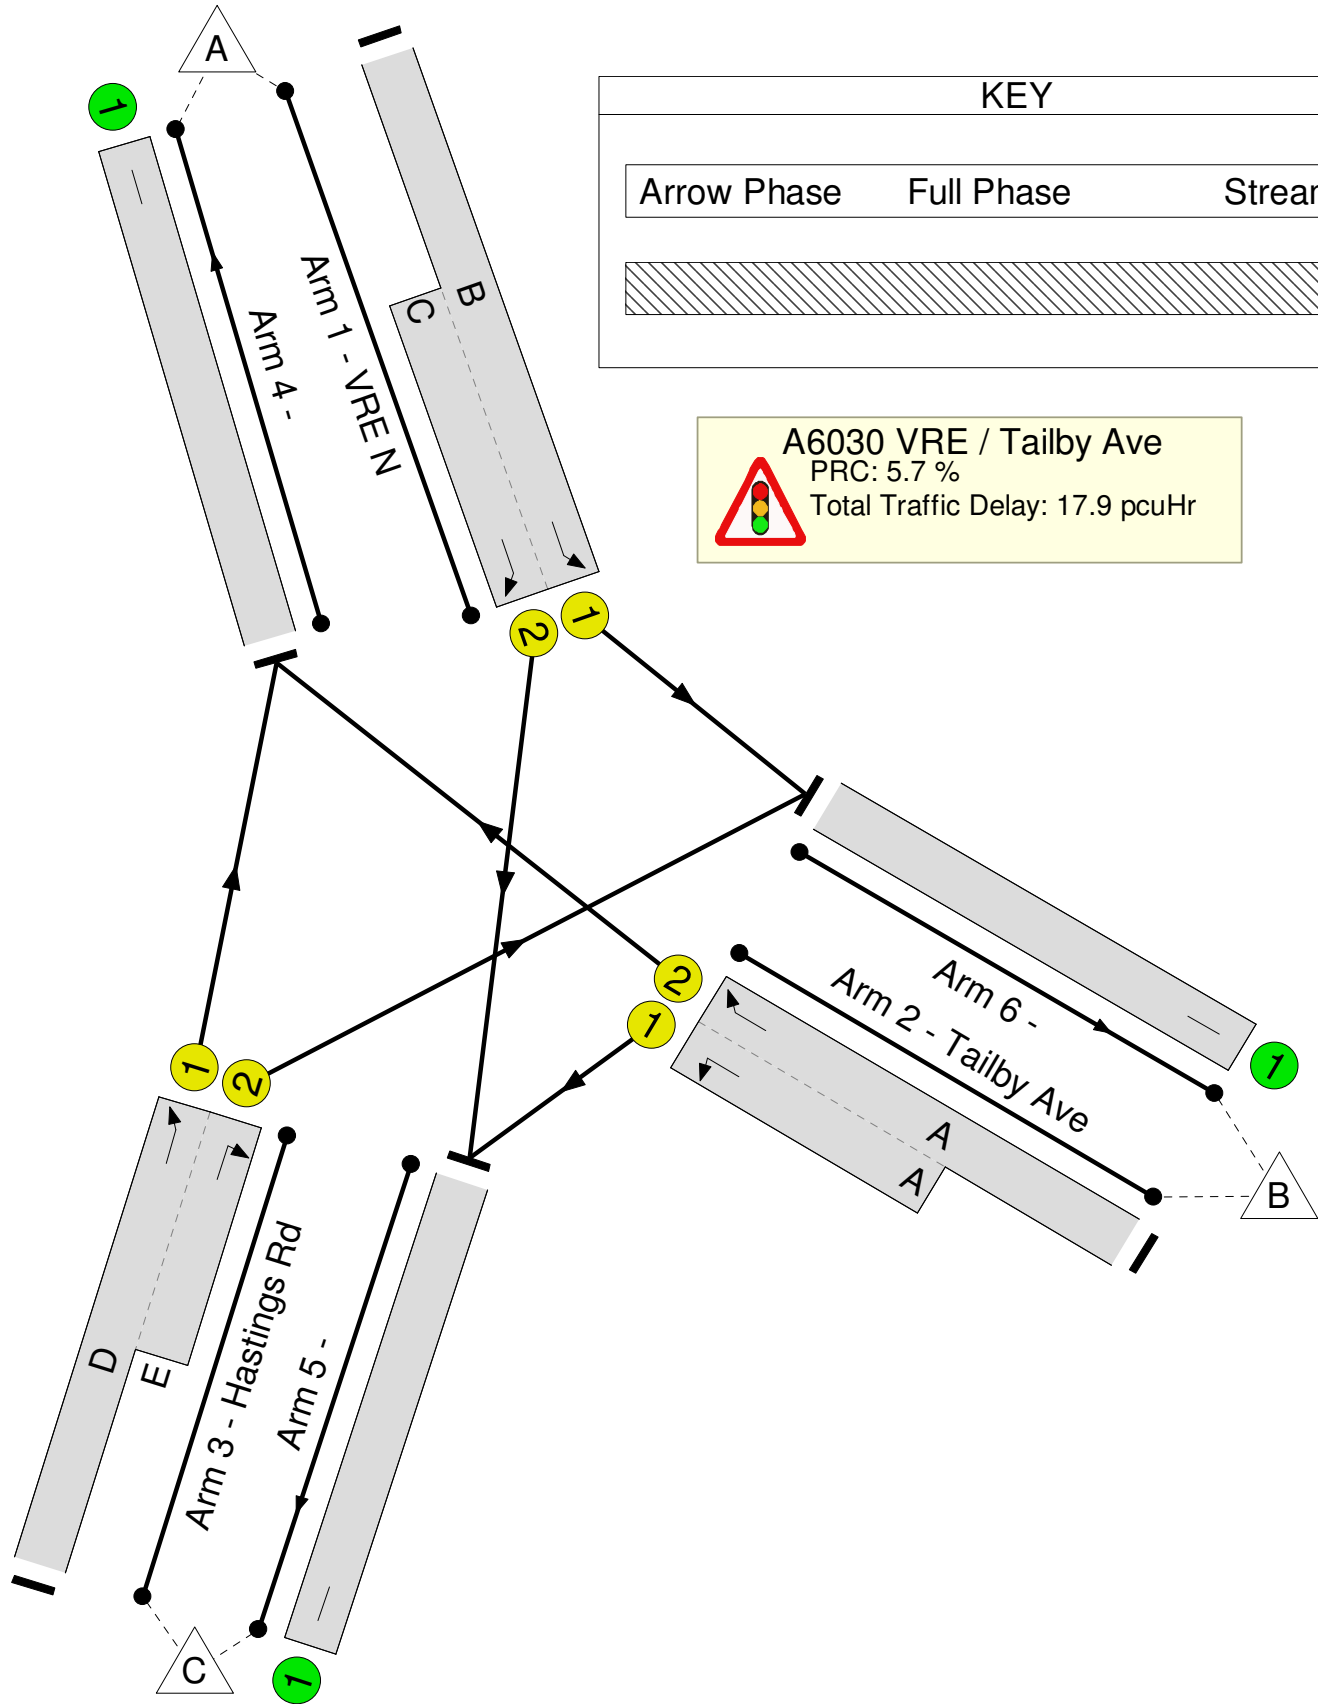 A
1
KEY
Arrow Phase
Full Phase
Strear
Arm 4 -
Arm 1 - VRE N
B
C
A6030 VRE / Tailby Ave
PRC: 5.7 %
Total Traffic Delay: 17.9 pcuHr
2
1
2
1
Arm 6 -
Arm 2 - Tailby Ave
1
A
A
B
1
2
D
E
Arm 3 - Hastings Rd
Arm 5 -
C
1